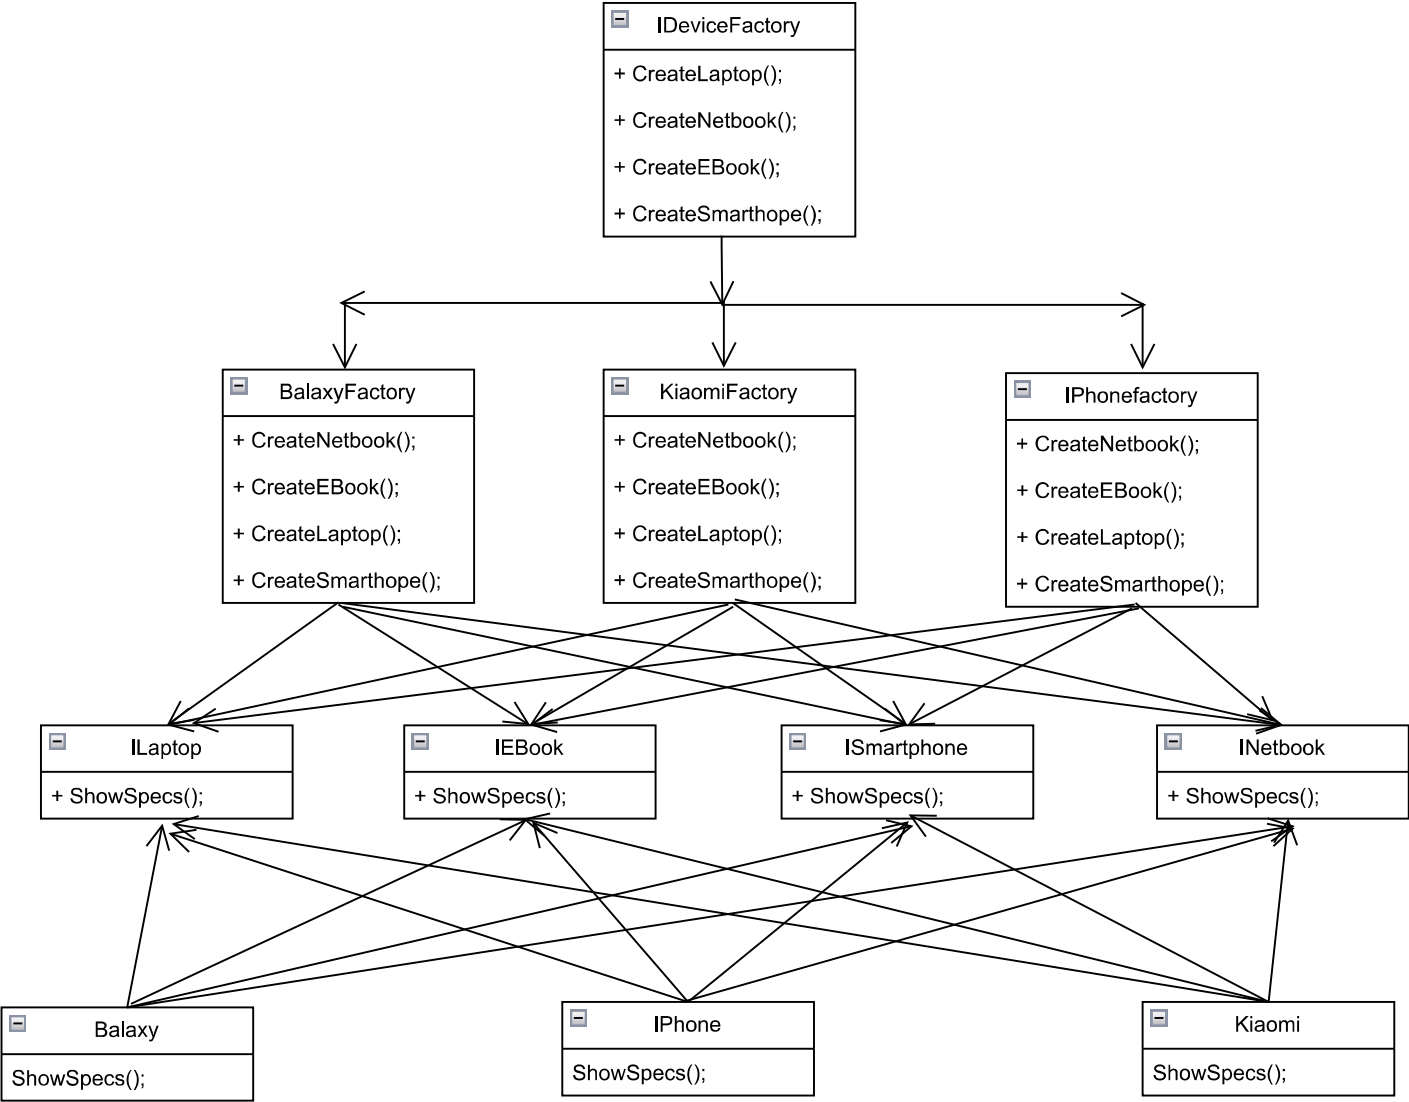 IDeviceFactory
+ CreateLaptop();
+ CreateNetbook();
+ CreateEBook();
+ CreateSmarthope();
BalaxyFactory
+ CreateNetbook();
+ CreateEBook();
+ CreateLaptop();
+ CreateSmarthope();
KiaomiFactory
+ CreateNetbook();
+ CreateEBook();
+ CreateLaptop();
+ CreateSmarthope();
IPhonefactory
+ CreateNetbook();
+ CreateEBook();
+ CreateLaptop();
+ CreateSmarthope();
ILaptop
+ ShowSpecs();
IEBook
+ ShowSpecs();
ISmartphone
+ ShowSpecs();
INetbook
+ ShowSpecs();
Balaxy
ShowSpecs();
IPhone
ShowSpecs();
Kiaomi
ShowSpecs();